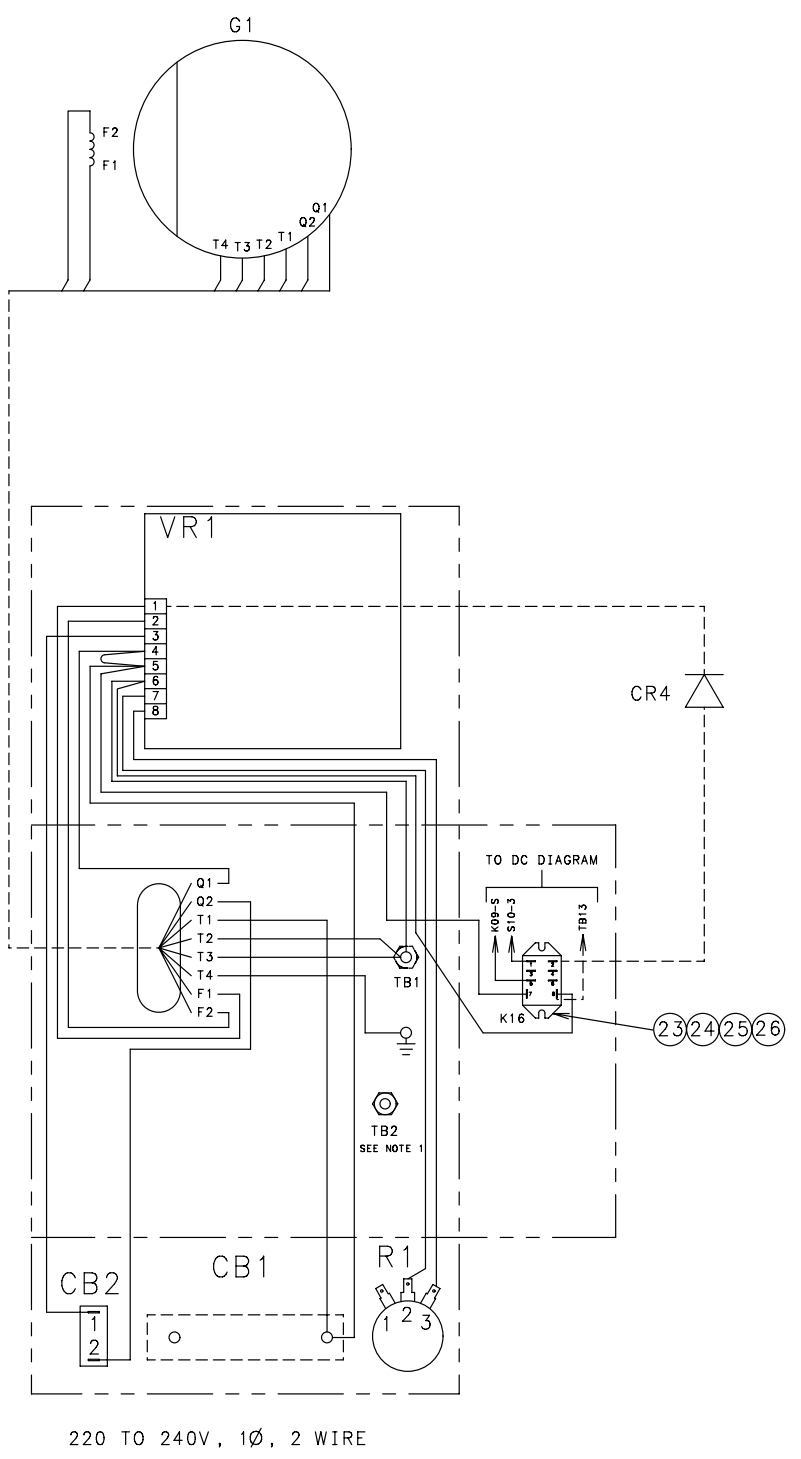 G1
F2
F1
Q1
Q2
T4 T3 T2 T1
VR1
1
2
3
4
5
6
7
8
CR4
TO DC DIAGRAM
K09-S
S10-3
TB13
Q1
Q2
T1
T2
T3
T4
F1
F2
TB1
7
8
K16
23 24 25 26
TB2
SEE NOTE 1
CB2
CB1
R1
1
2
1 2 3
220 TO 240V, 1Ø, 2 WIRE